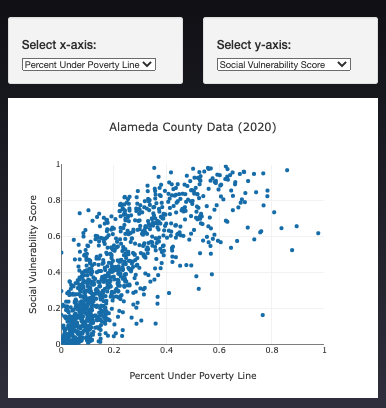 Select x-axis:
Percent Under Poverty Line
Select y-axis:
Social Vulnerability Score
Alameda County Data (2020)
Social Vulnerability Score
1
0.8
0.6
0.4
0.2
0
0 0.2 0.4 0.6 0.8 1
Percent Under Poverty Line